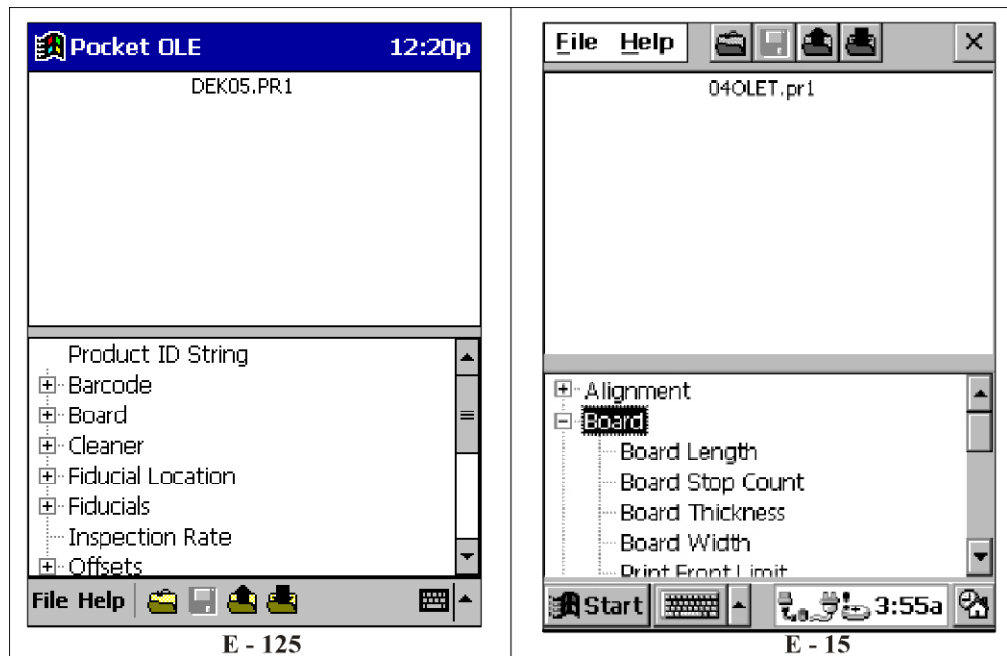 Pocket OLE 12:20p
DEK05.PR1
Product ID String
Barcode
Board
Cleaner
Fiducial Location
Fiducials
Inspection Rate
Offsets
File Help
E - 125
File Help
04OLET.pr1
Alignment
Board
Board Length
Board Stop Count
Board Thickness
Board Width
Print Front Limit
Start 3:55a
E - 15